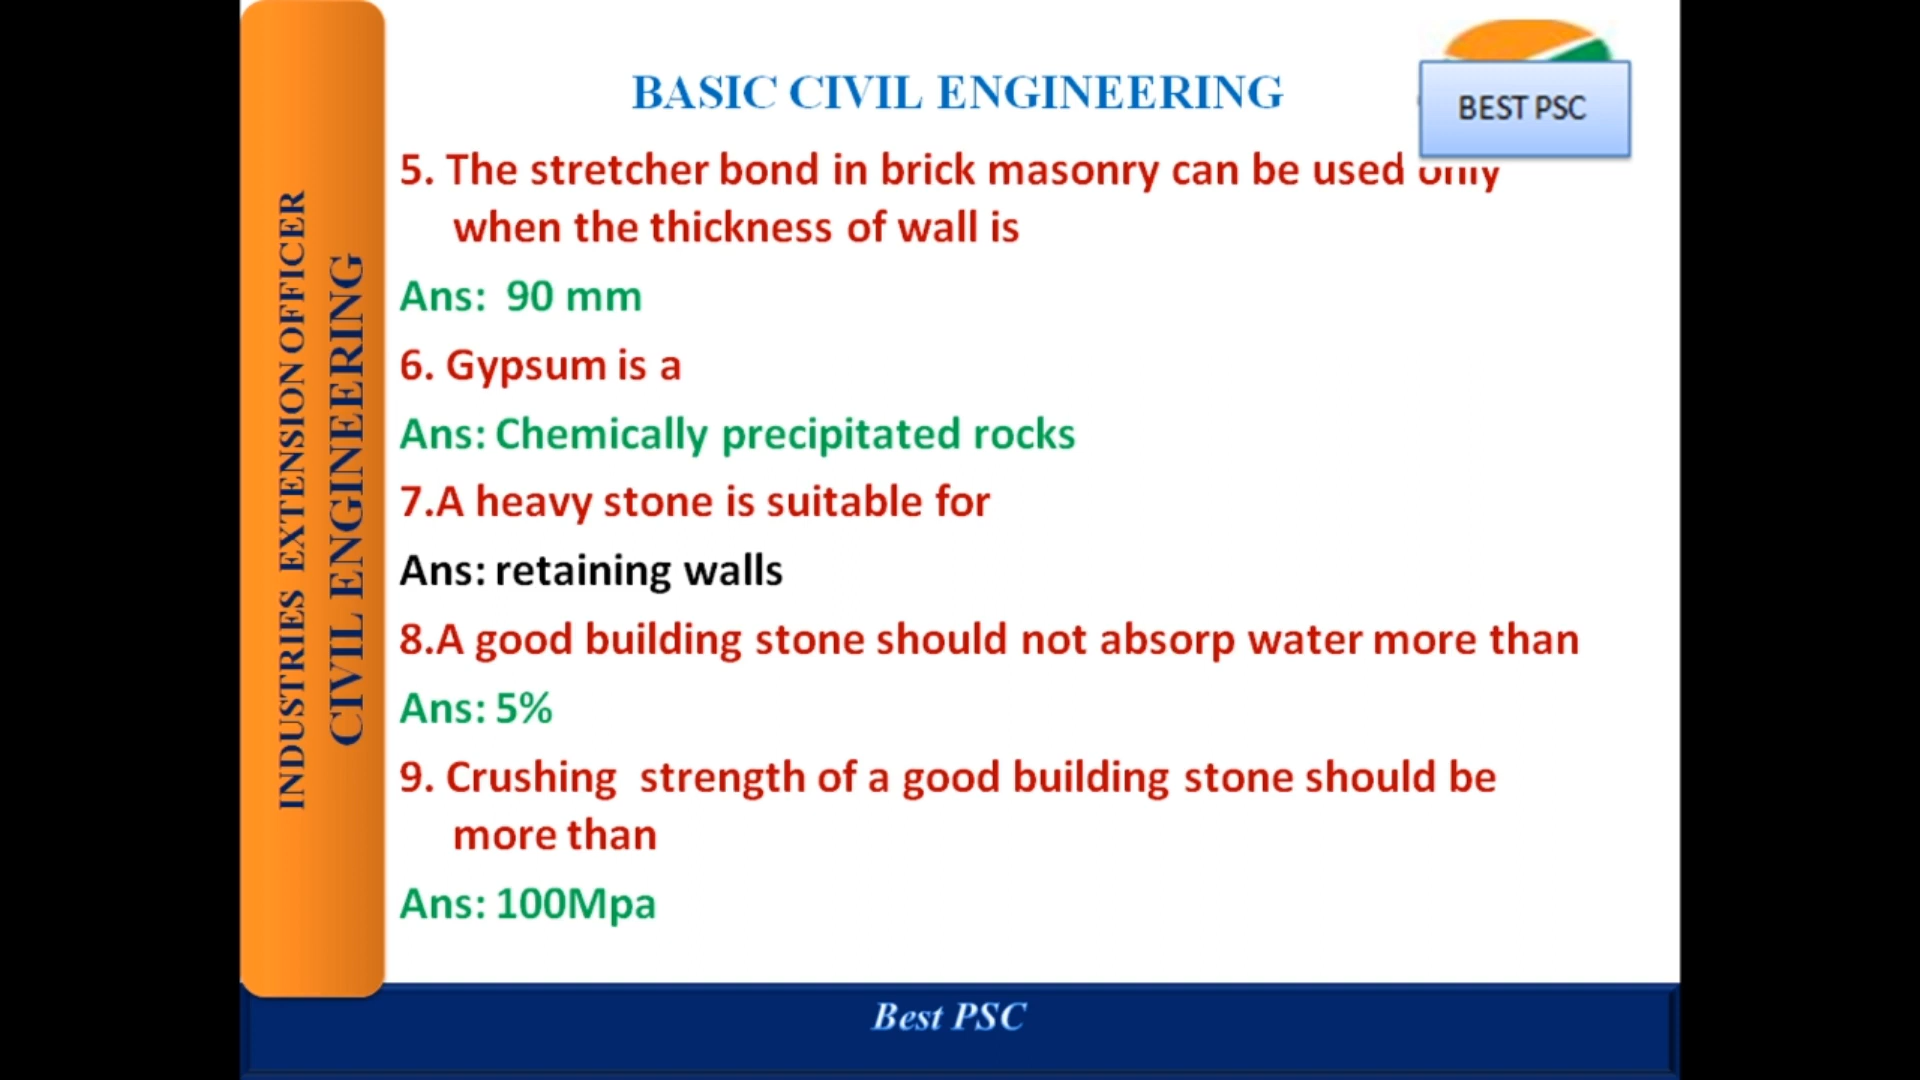 BASIC CIVIL ENGINEERING
BEST PSC
5. The stretcher bond in brick masonry can be used only
when the thickness of wall is
Ans: 90 mm
6. Gypsum is a
Ans: Chemically precipitated rocks
7.A heavy stone is suitable for
Ans: retaining walls
8.A good building stone should not absorp water more than
Ans: 5%
9. Crushing strength of a good building stone should be
more than
Ans: 100Mpa
INDUSTRIES EXTENSION OFFICER
CIVIL ENGINEERING
Best PSC